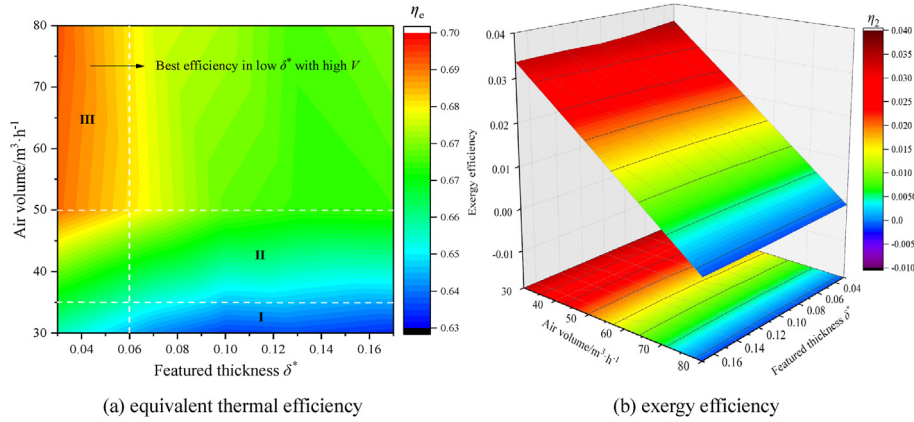 η_e
80
70
60
50
40
30
Air volume/m³·h⁻¹
Best efficiency in low δ* with high V
III
II
I
0.04 0.06 0.08 0.10 0.12 0.14 0.16
Featured thickness δ*
0.70
0.69
0.68
0.67
0.66
0.65
0.64
0.63
(a) equivalent thermal efficiency
0.04
0.03
0.02
0.01
0.00
-0.01
Exergy efficiency
30 40 50 60 70 80
Air volume/m³·h⁻¹
0.16 0.14 0.12 0.10 0.08 0.06 0.04
Featured thickness δ*
η₂
0.040
0.035
0.030
0.025
0.020
0.015
0.010
0.005
0.0
-0.005
-0.010
(b) exergy efficiency